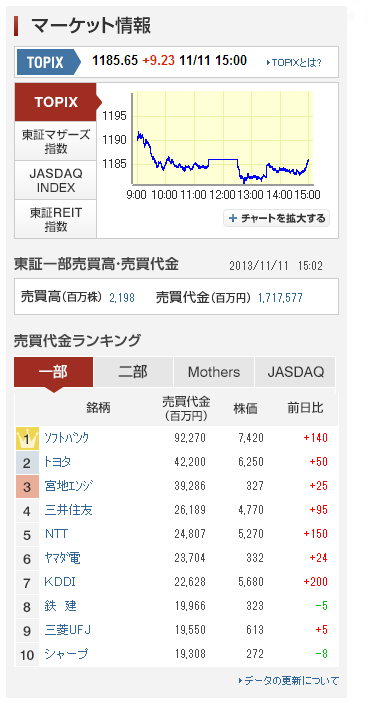 マーケット情報
TOPIX 1185.65 +9.23 11/11 15:00 TOPIXとは?
TOPIX
東証マザーズ
指数
JASDAQ
INDEX
東証REIT
指数
1195
1190
1185
9:00 10:00 11:00 12:00 13:00 14:00 15:00
チャートを拡大する
東証一部売買高・売買代金 2013/11/11 15:02
売買高(百万株) 2,198 売買代金(百万円) 1,717,577
売買代金ランキング
一部 二部 Mothers JASDAQ
銘柄 売買代金
(百万円) 株価 前日比
1 ソフトバンク 92,270 7,420 +140
2 トヨタ 42,200 6,250 +50
3 宮地エンジ 39,286 327 +25
4 三井住友 26,189 4,770 +95
5 NTT 24,807 5,270 +150
6 ヤマダ電 23,704 332 +24
7 KDDI 22,628 5,680 +200
8 鉄 建 19,966 323 -5
9 三菱UFJ 19,550 613 +5
10 シャープ 19,308 272 -8
データの更新について